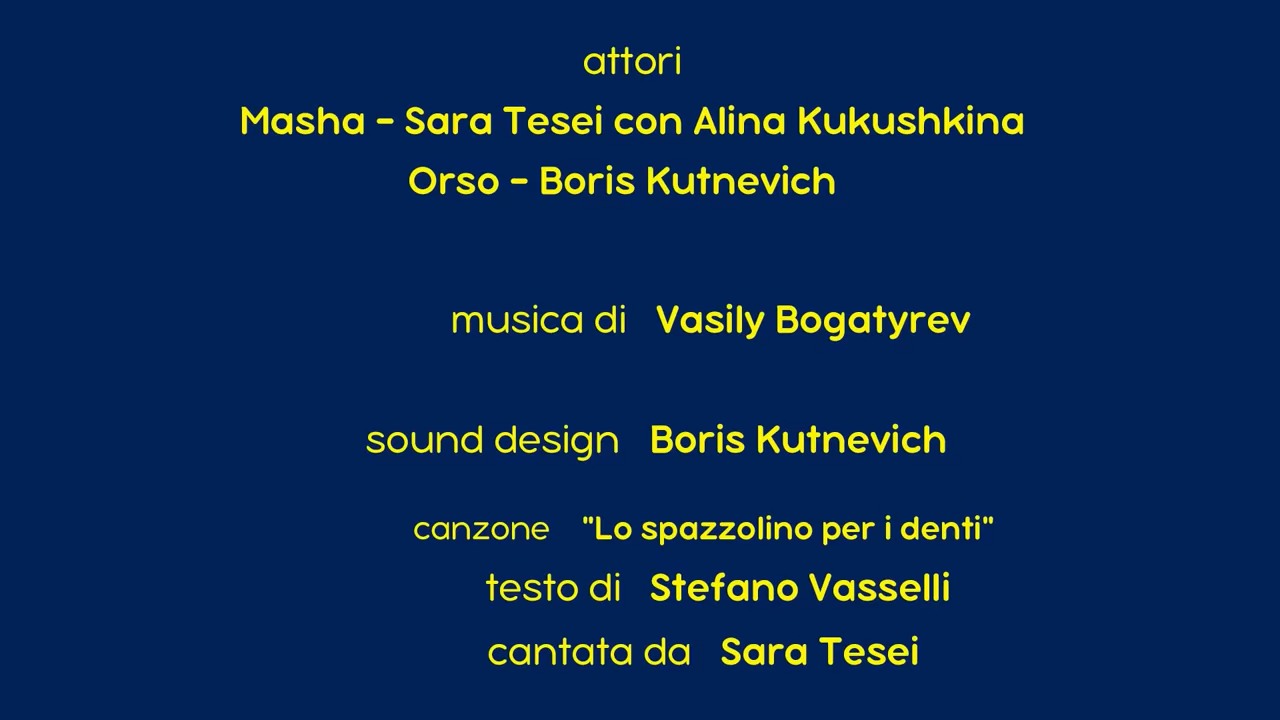 attori
Masha - Sara Tesei con Alina Kukushkina
Orso - Boris Kutnevich
musica di Vasily Bogatyrev
sound design Boris Kutnevich
canzone "Lo spazzolino per i denti"
testo di Stefano Vasselli
cantata da Sara Tesei